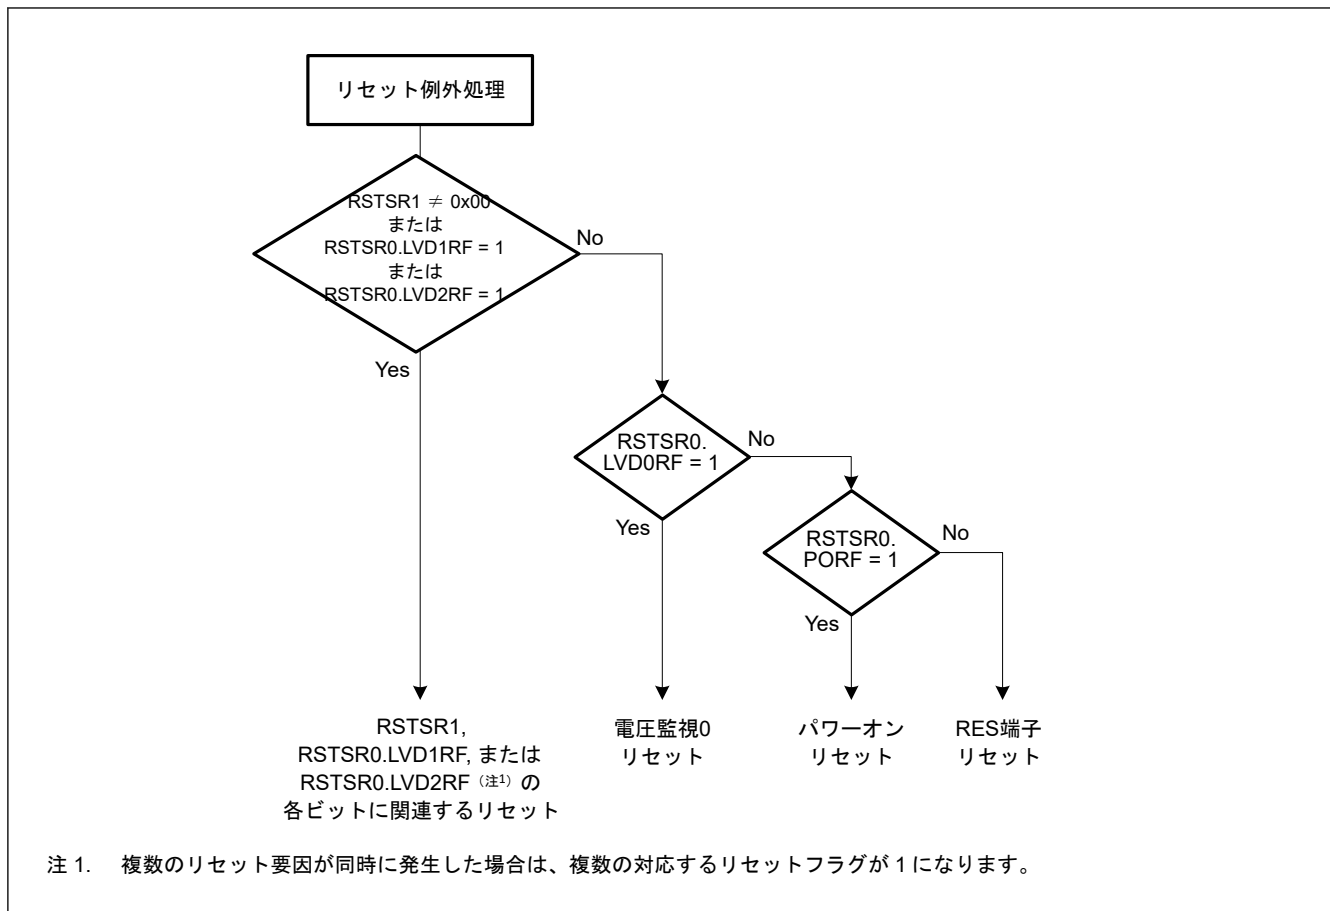 リセット例外処理
RSTSR1 ≠ 0x00
または
RSTSR0.LVD1RF = 1
または
RSTSR0.LVD2RF = 1
No
Yes
RSTSR0.
LVD0RF = 1
No
Yes
RSTSR0.
PORF = 1
No
Yes
RSTSR1,
RSTSR0.LVD1RF, または
RSTSR0.LVD2RF（注1）の
各ビットに関連するリセット
電圧監視0
リセット
パワーオン
リセット
RES端子
リセット
注 1. 複数のリセット要因が同時に発生した場合は、複数の対応するリセットフラグが 1 になります。